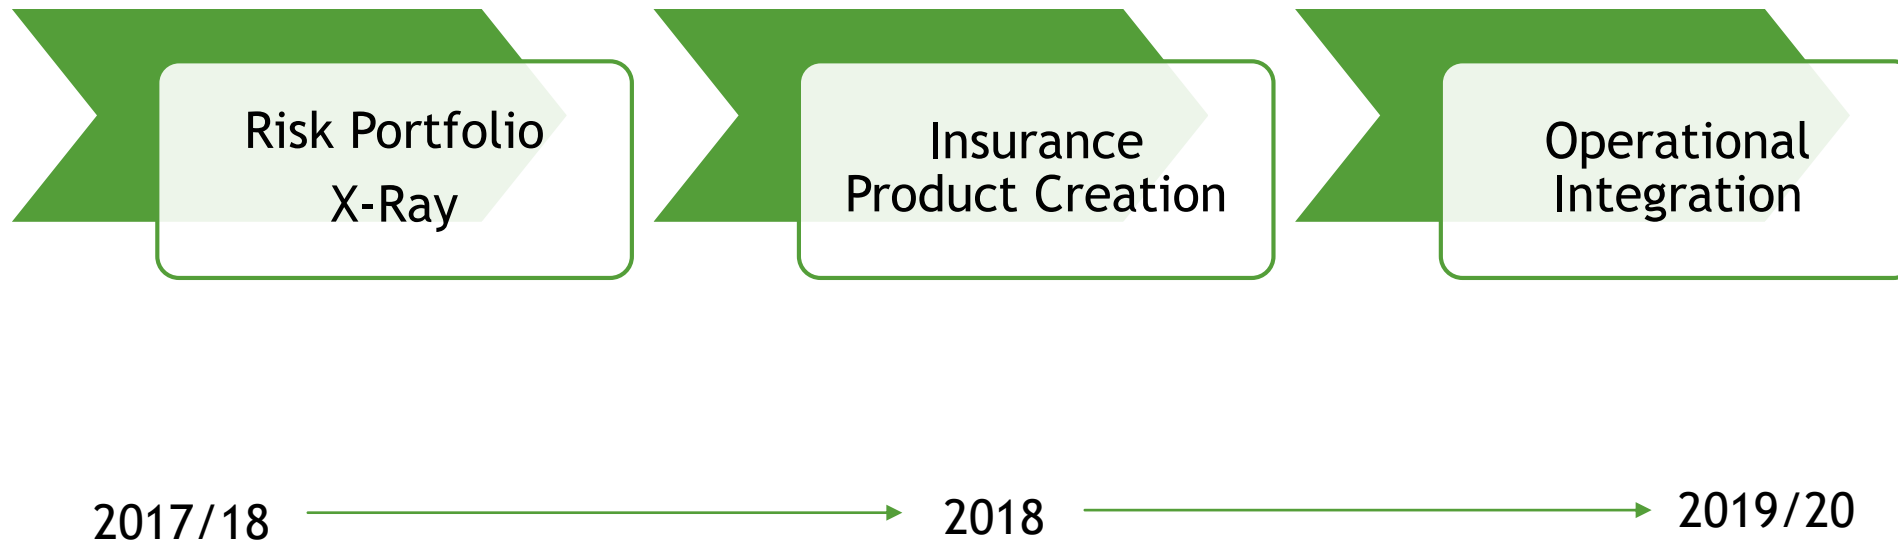 Risk Portfolio
X-Ray
Insurance
Product Creation
Operational
Integration
2017/18
2018
2019/20